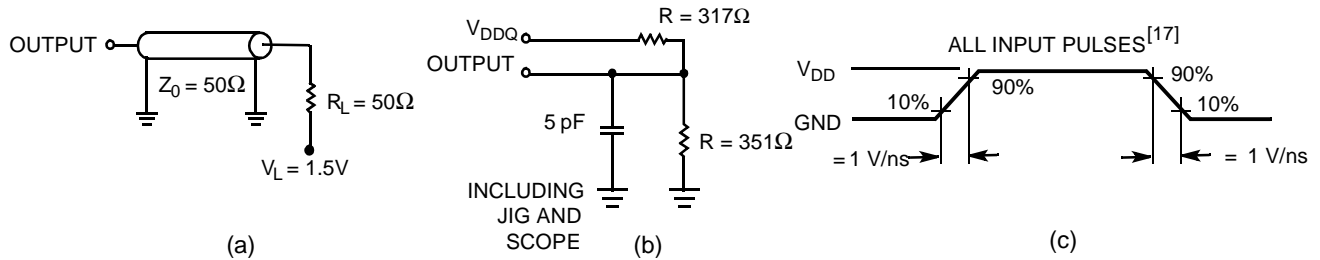 OUTPUT
Z0 = 50Ω
RL = 50Ω
VL = 1.5V
(a)
R = 317Ω
VDDQ
OUTPUT
5 pF
R = 351Ω
INCLUDING
JIG AND
SCOPE
(b)
ALL INPUT PULSES[17]
VDD
90%
90%
10%
10%
GND
= 1 V/ns
= 1 V/ns
(c)